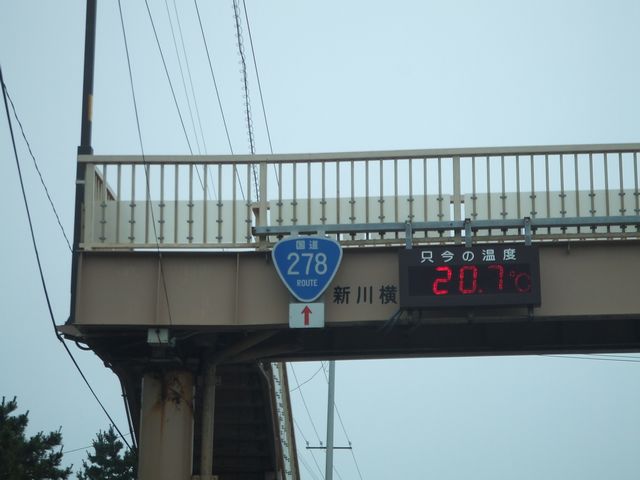 国道
278
ROUTE
新川横
只今の温度
20.7℃